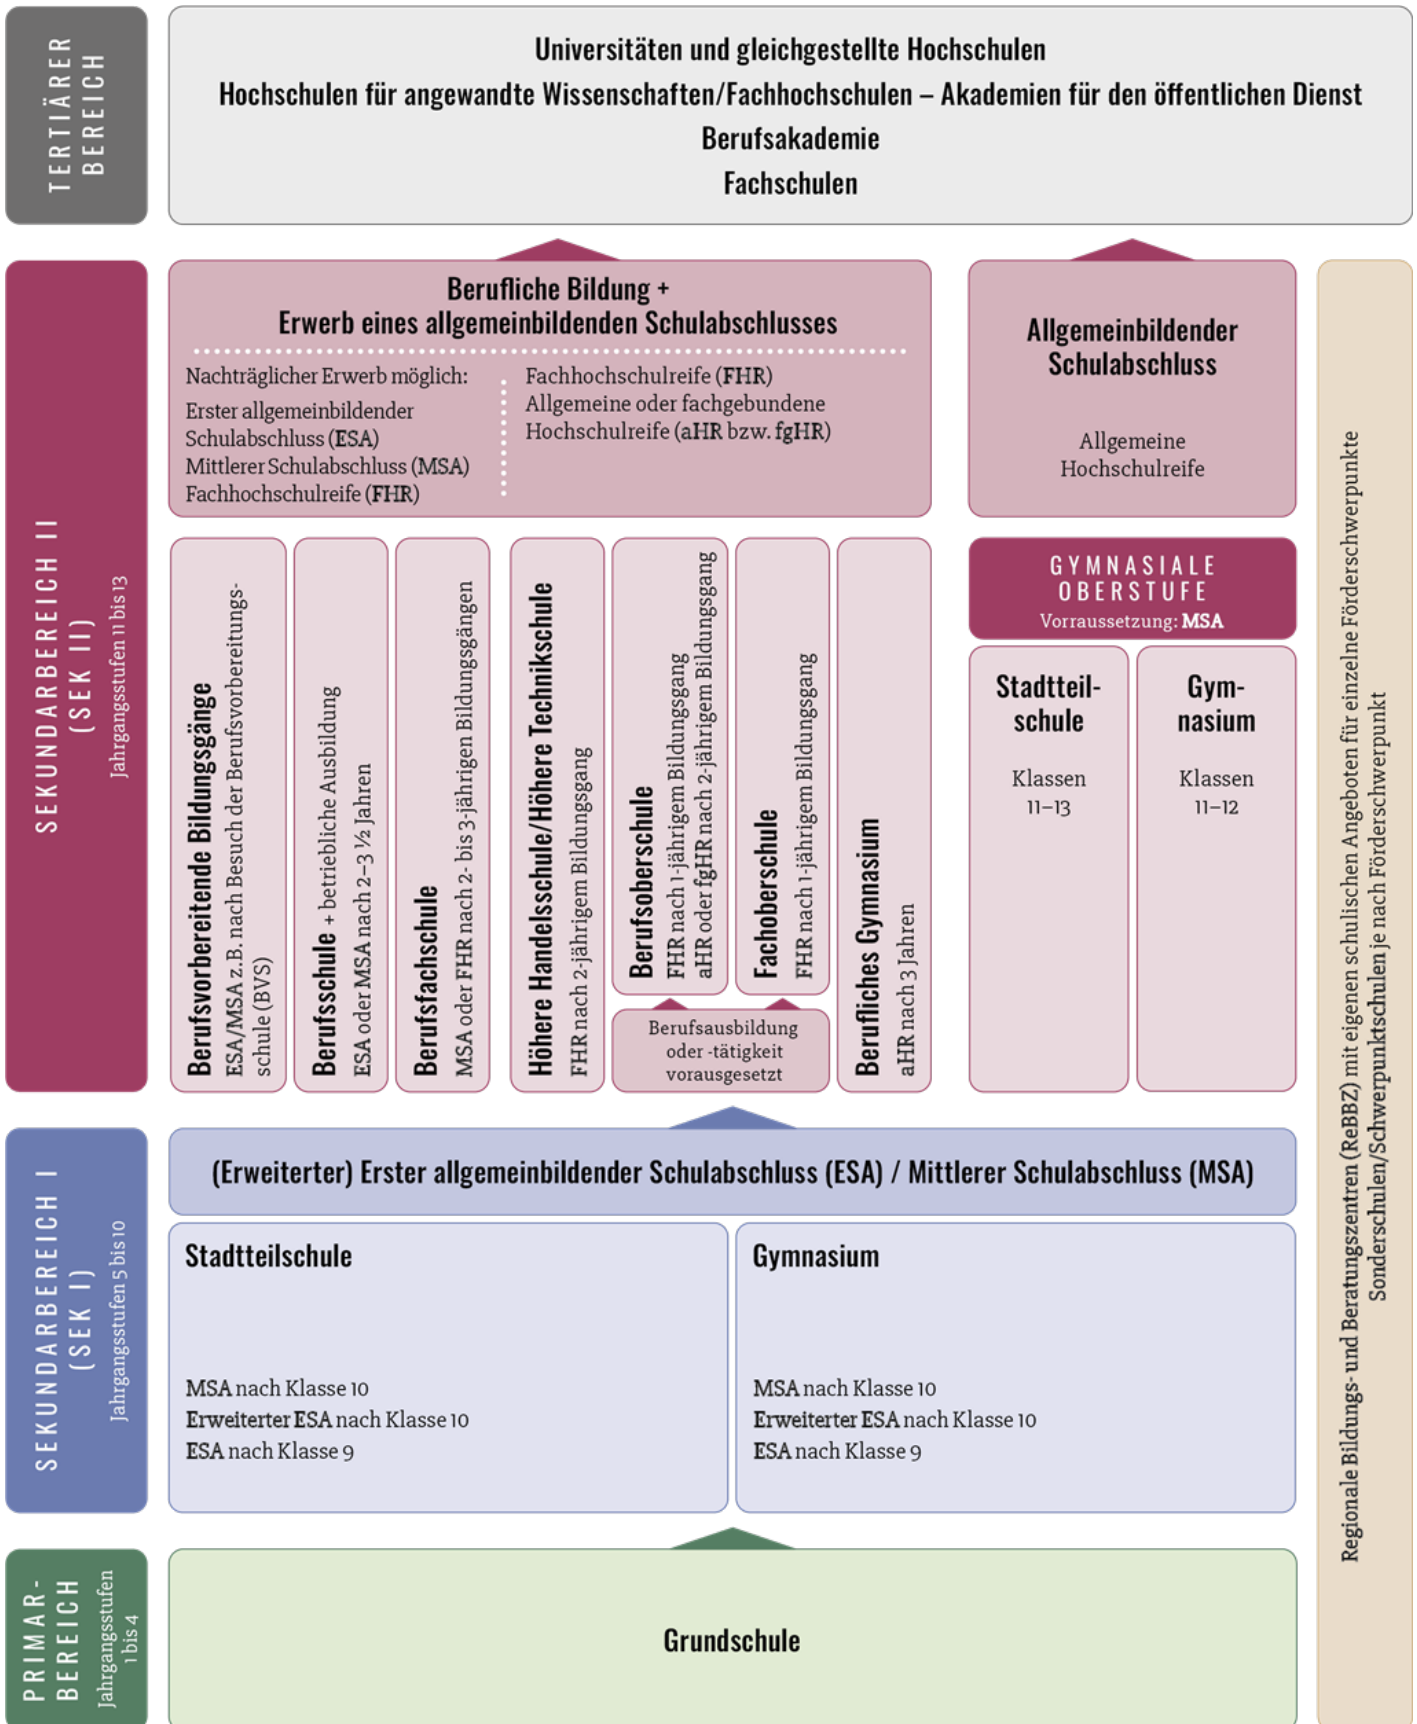 TERTIÄRER
BEREICH
Universitäten und gleichgestellte Hochschulen
Hochschulen für angewandte Wissenschaften/Fachhochschulen – Akademien für den öffentlichen Dienst
Berufsakademie
Fachschulen
SEKUNDARBEREICH II
(SEK II)
Jahrgangsstufen 11 bis 13
Berufliche Bildung +
Erwerb eines allgemeinbildenden Schulabschlusses
Nachträglicher Erwerb möglich:
Erster allgemeinbildender
Schulabschluss (ESA)
Mittlerer Schulabschluss (MSA)
Fachhochschulreife (FHR)
Fachhochschulreife (FHR)
Allgemeine oder fachgebundene
Hochschulreife (aHR bzw. fgHR)
Allgemeinbildender
Schulabschluss
Allgemeine
Hochschulreife
Berufsvorbereitende Bildungsgänge
ESA/MSA z.B. nach Besuch der Berufsvorbereitungs-
schule (BVS)
Berufsschule + betriebliche Ausbildung
ESA oder MSA nach 2–3 ½ Jahren
Berufsfachschule
MSA oder FHR nach 2- bis 3-jährigen Bildungsgängen
Höhere Handelsschule/Höhere Technikschule
FHR nach 2-jährigem Bildungsgang
Berufsoberschule
FHR nach 1-jährigem Bildungsgang
aHR oder fgHR nach 2-jährigem Bildungsgang
Fachoberschule
FHR nach 1-jährigem Bildungsgang
Berufsausbildung
oder -tätigkeit
vorausgesetzt
Berufliches Gymnasium
aHR nach 3 Jahren
GYMNASIALE
OBERSTUFE
Vorraussetzung: MSA
Stadtteil-
schule
Klassen
11–13
Gym-
nasium
Klassen
11–12
Regionale Bildungs- und Beratungszentren (ReBBZ) mit eigenen schulischen Angeboten für einzelne Förderschwerpunkte
Sonderschulen/Schwerpunktschulen je nach Förderschwerpunkt
SEKUNDARBEREICH I
(SEK I)
Jahrgangsstufen 5 bis 10
(Erweiterter) Erster allgemeinbildender Schulabschluss (ESA) / Mittlerer Schulabschluss (MSA)
Stadtteilschule
MSA nach Klasse 10
Erweiterter ESA nach Klasse 10
ESA nach Klasse 9
Gymnasium
MSA nach Klasse 10
Erweiterter ESA nach Klasse 10
ESA nach Klasse 9
PRIMAR-
BEREICH
Jahrgangsstufen
1 bis 4
Grundschule